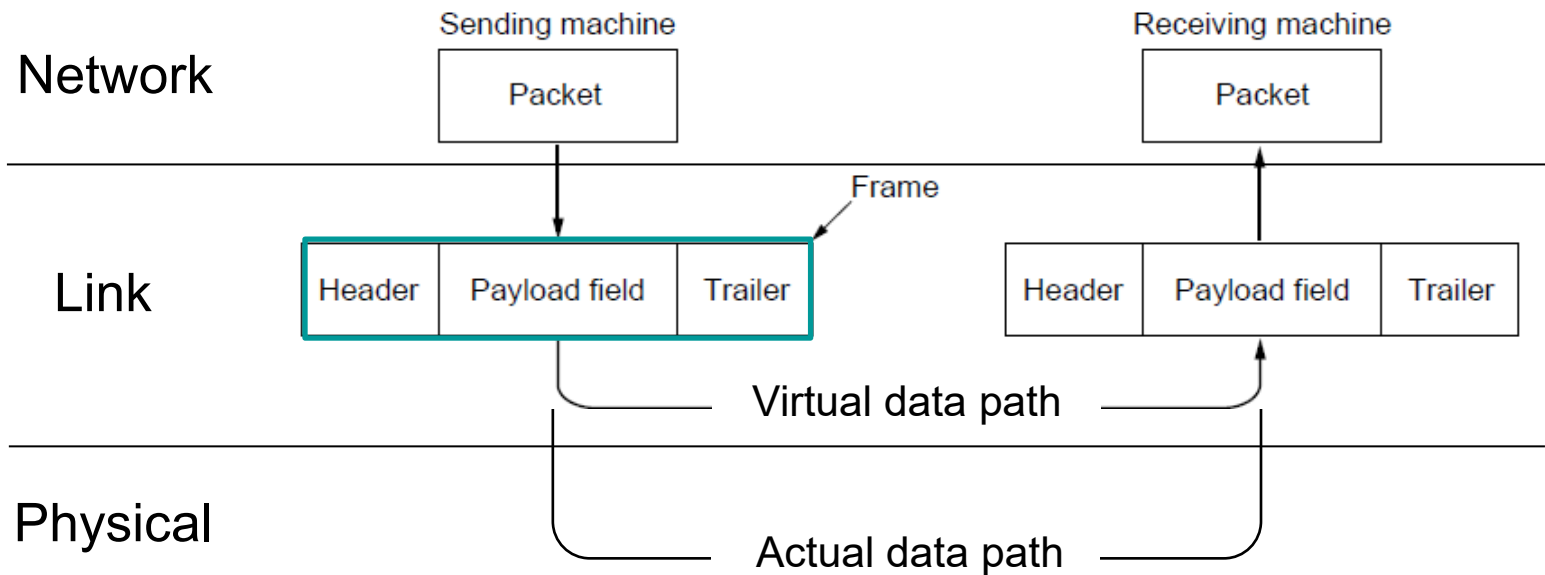 Sending machine
Receiving machine
Network
Packet
Packet
Frame
Link
Header
Payload field
Trailer
Header
Payload field
Trailer
Virtual data path
Physical
Actual data path